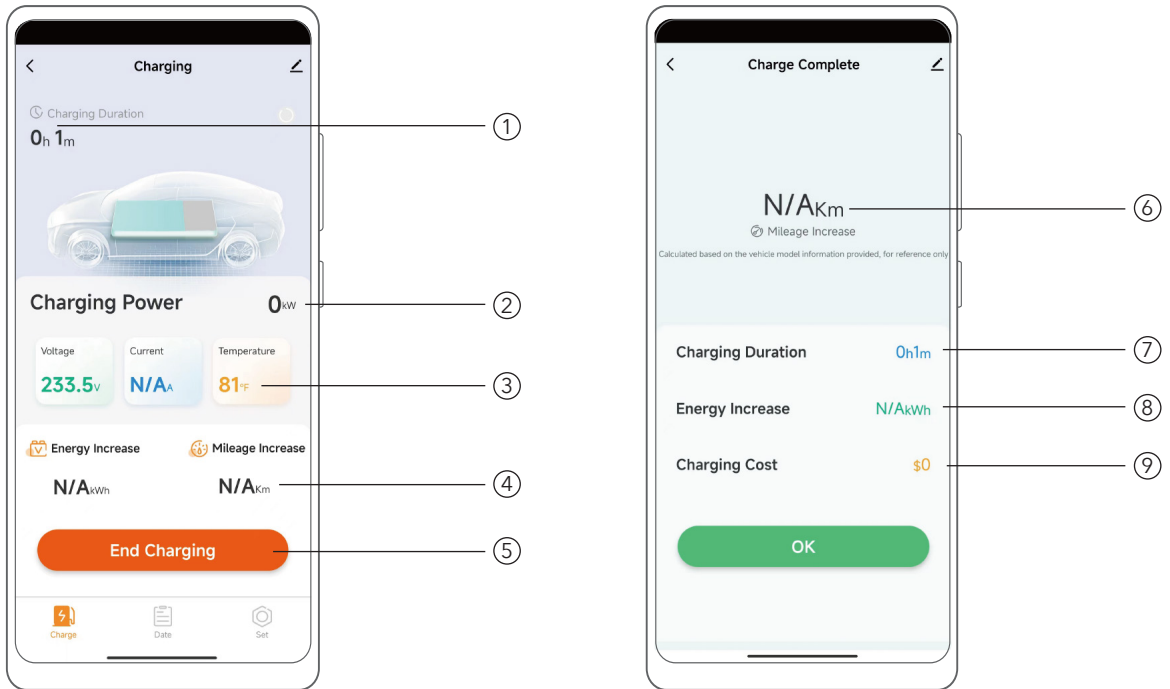 Charging
Charging Duration
0h 1m
①
Charging Power 0kW
②
Voltage Current Temperature
233.5V N/AA 81°F
③
Energy Increase Mileage Increase
N/AkWh N/AKm
④
End Charging
⑤
Charge Date Set
Charge Complete
N/AKm
⑥
Mileage Increase
Calculated based on the vehicle model information provided, for reference only
Charging Duration 0h1m
⑦
Energy Increase N/AkWh
⑧
Charging Cost $0
⑨
OK